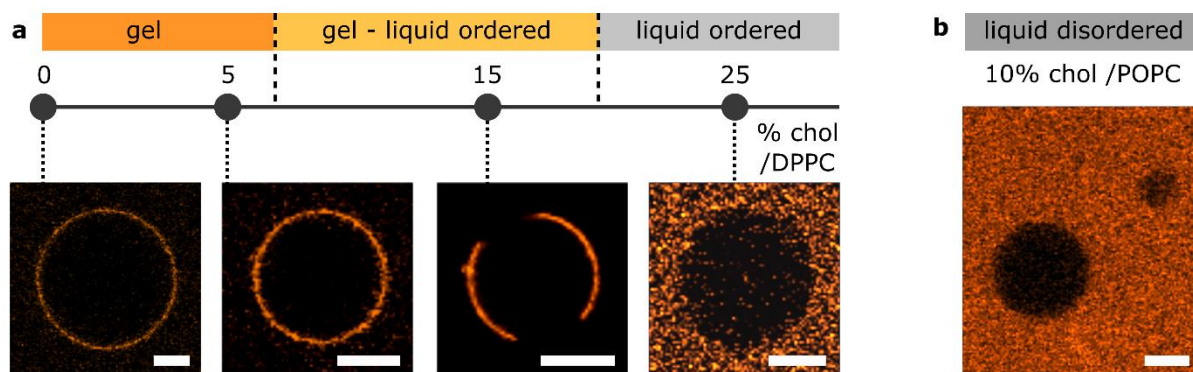 a
gel
gel - liquid ordered
liquid ordered
0
5
15
25
% chol
/DPPC
b
liquid disordered
10% chol /POPC